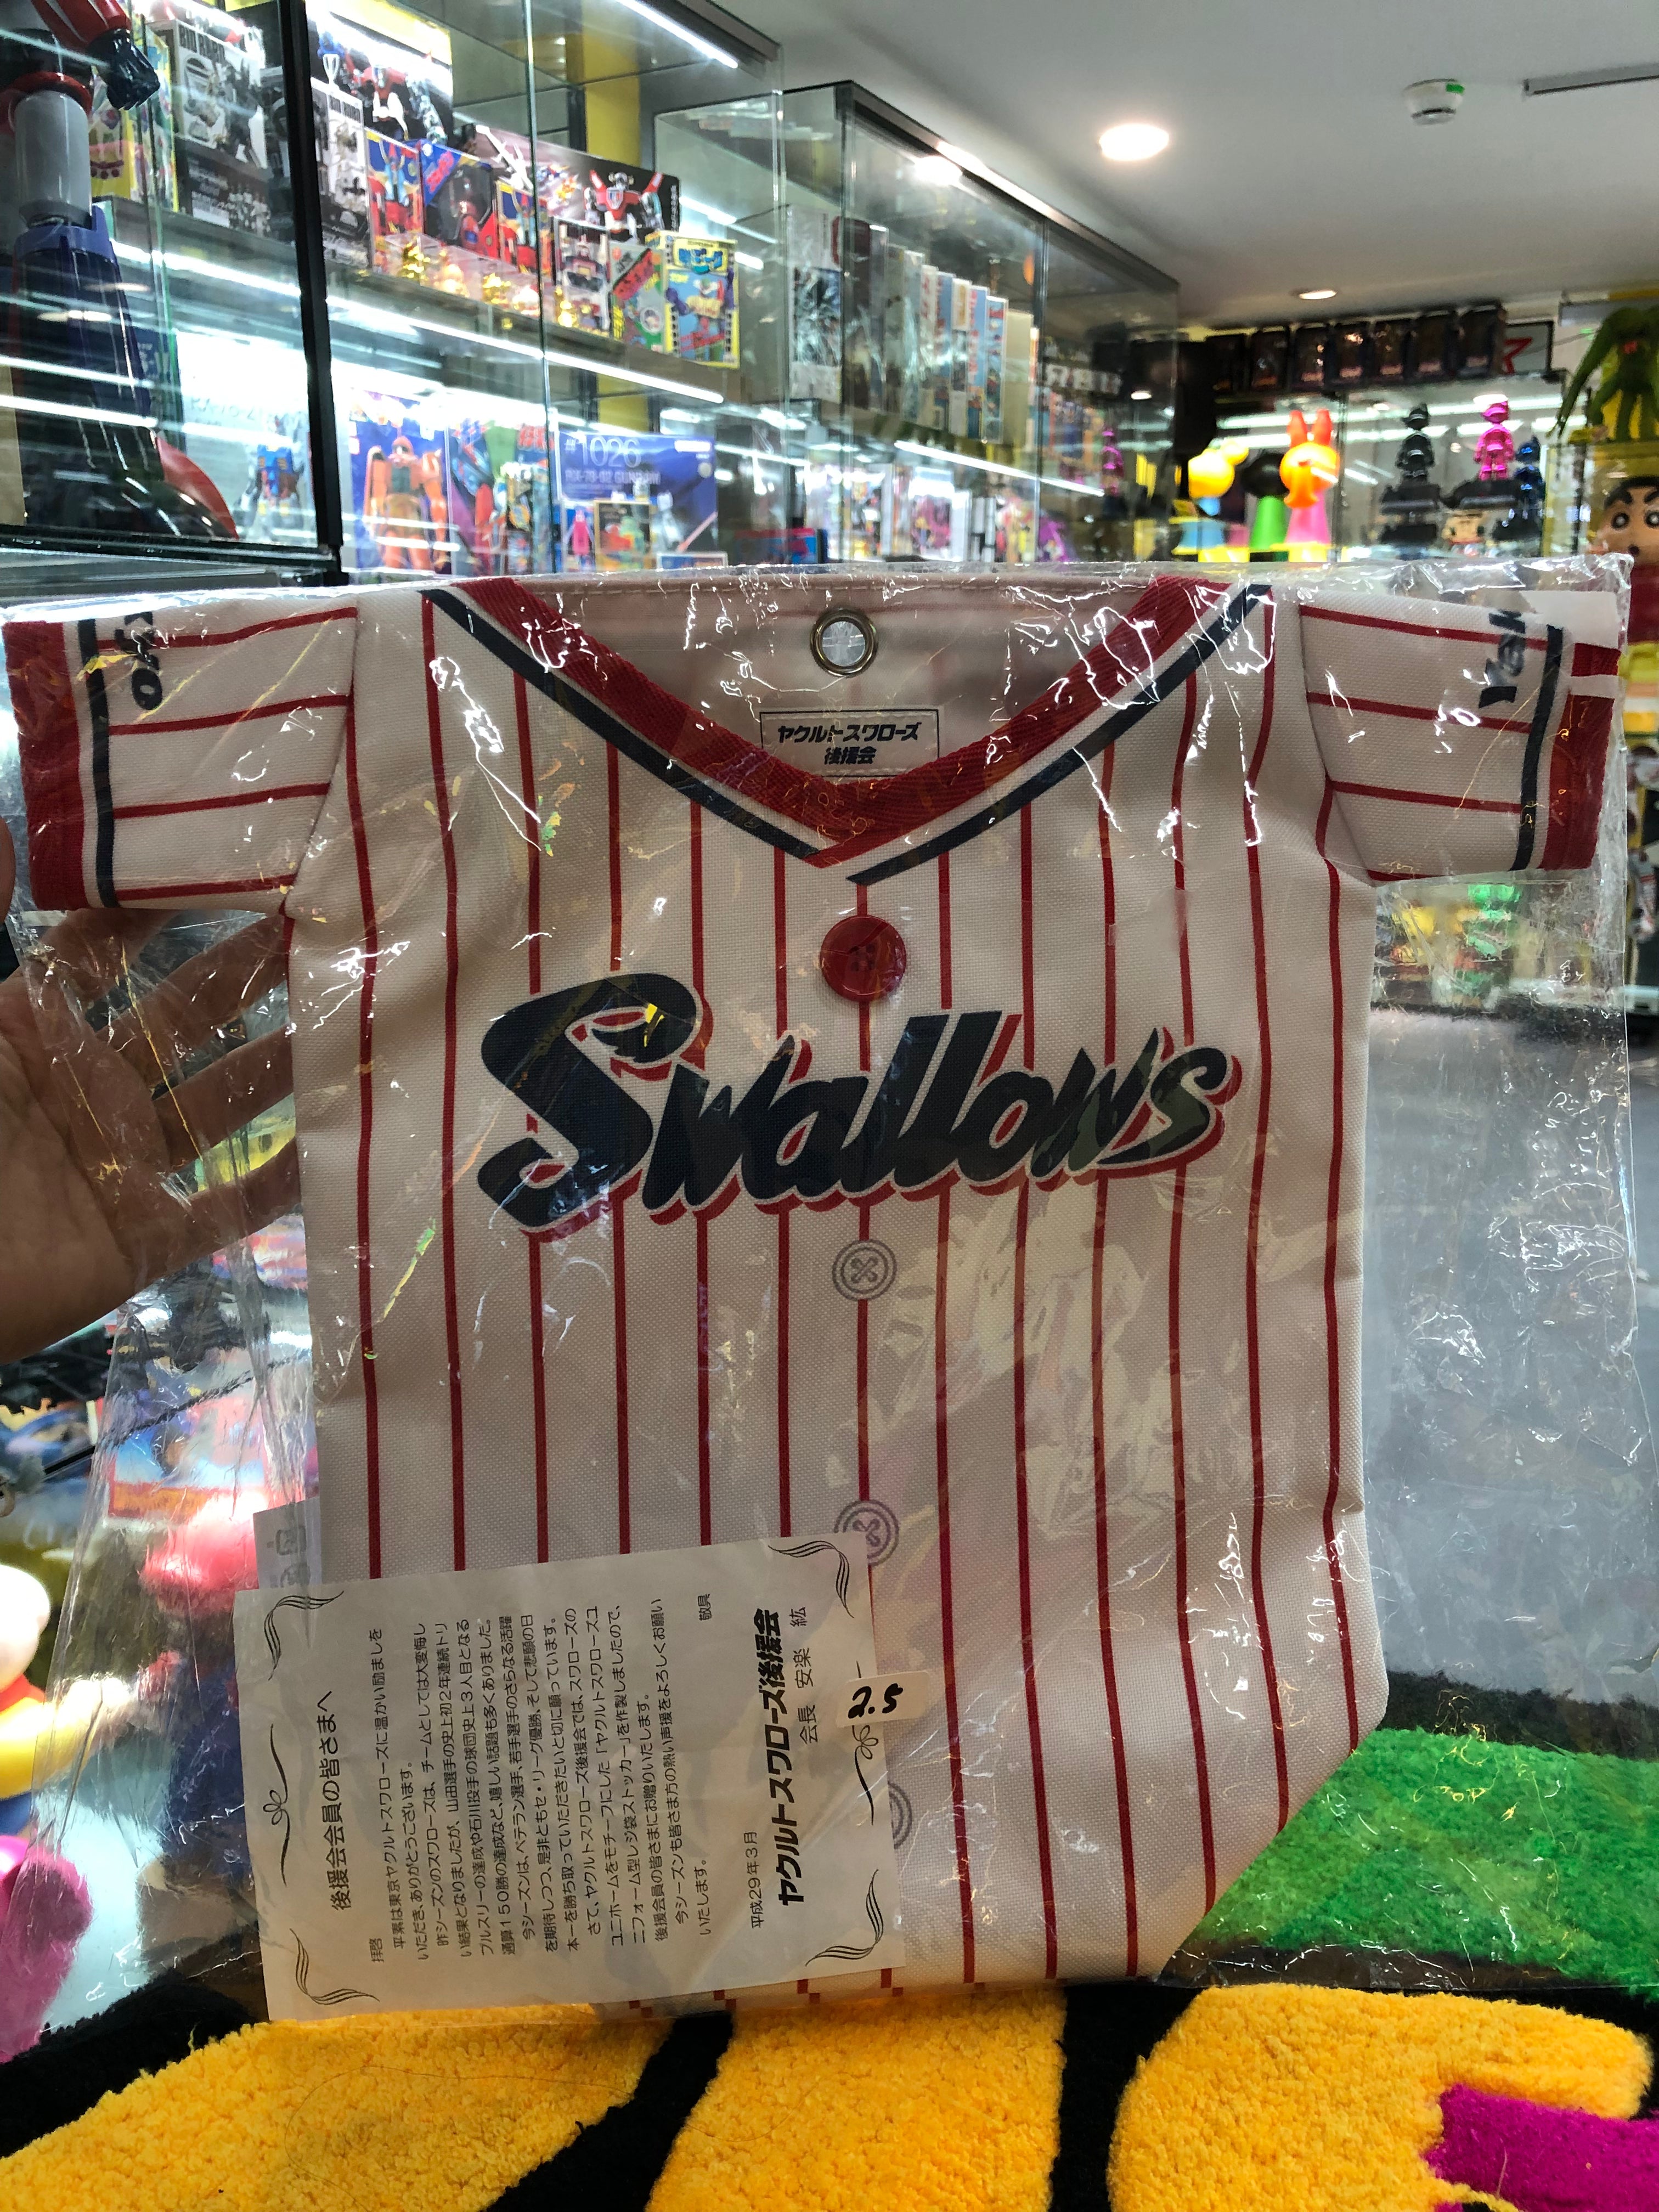 1026
RX-78-02 GUNDAM
ヤクルトスワローズ
後援会
Swallows
後援会会員の皆さまへ
拝啓
平素は東京ヤクルトスワローズに温かい励ましを
いただき、ありがとうございます。
昨シーズンのスワローズは、チームとしては大変悔し
い結果となりましたが、山田選手の史上初2年連続トリ
プルスリーの達成や石川投手の球団史上3人目となる
通算150勝の達成など、嬉しい話題も多くありました。
今シーズンは、ベテラン選手、若手選手のさらなる活躍
を期待しつつ、是非ともセ・リーグ優勝、そして悲願の日
本一を勝ち取っていただきたいと切に願っています。
さて、ヤクルトスワローズ後援会では、スワローズの
ユニホームをモチーフにした「ヤクルトスワローズユ
ニフォーム型レジ袋ストッカー」を作製しましたので、
後援会会員の皆さまにお贈りいたします。
今シーズンも皆さま方の熱い声援をよろしくお願い
いたします。
敬具
平成29年3月
ヤクルトスワローズ後援会
会長 安楽 紘
2.5